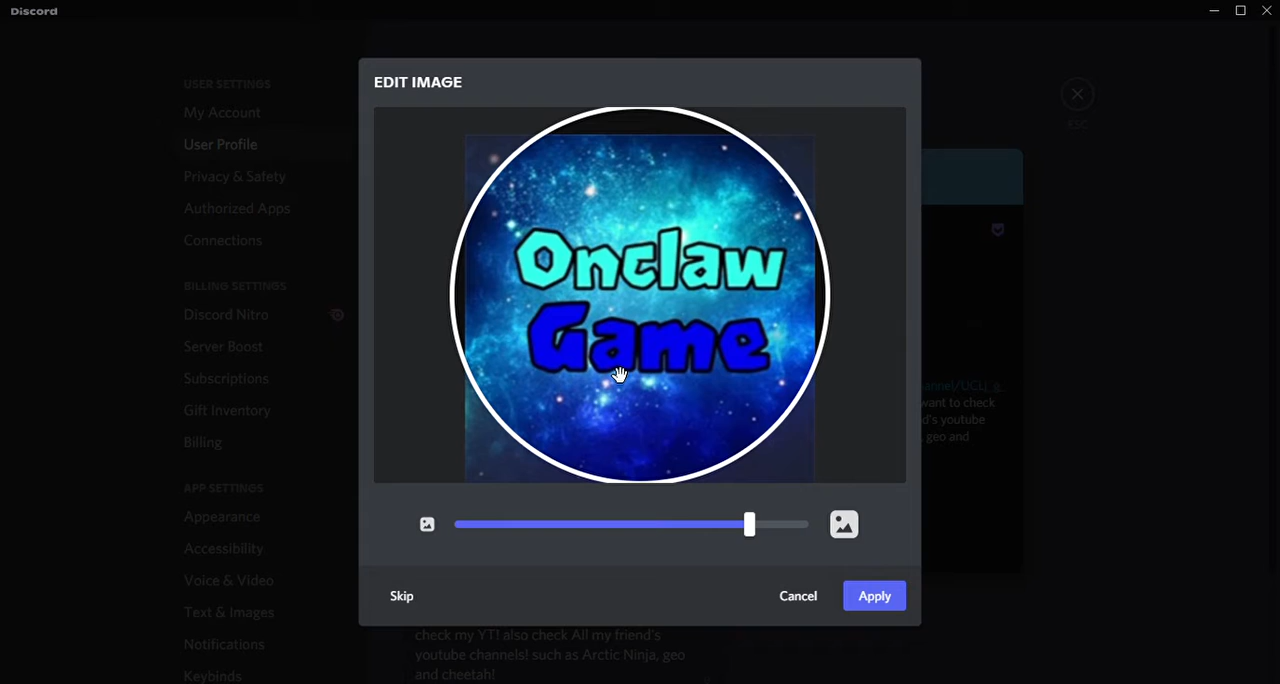 Discord
USER SETTINGS
My Account
User Profile
Privacy & Safety
Authorized Apps
Connections
BILLING SETTINGS
Discord Nitro
Server Boost
Subscriptions
Gift Inventory
Billing
APP SETTINGS
Appearance
Accessibility
Voice & Video
Text & Images
Notifications
Keybinds
EDIT IMAGE
Onclaw
Game
Skip
Cancel
Apply
ESC
want to check
d's youtube
, geo and
check my YT! also check All my friend's
youtube channels! such as Arctic Ninja, geo
and cheetah!